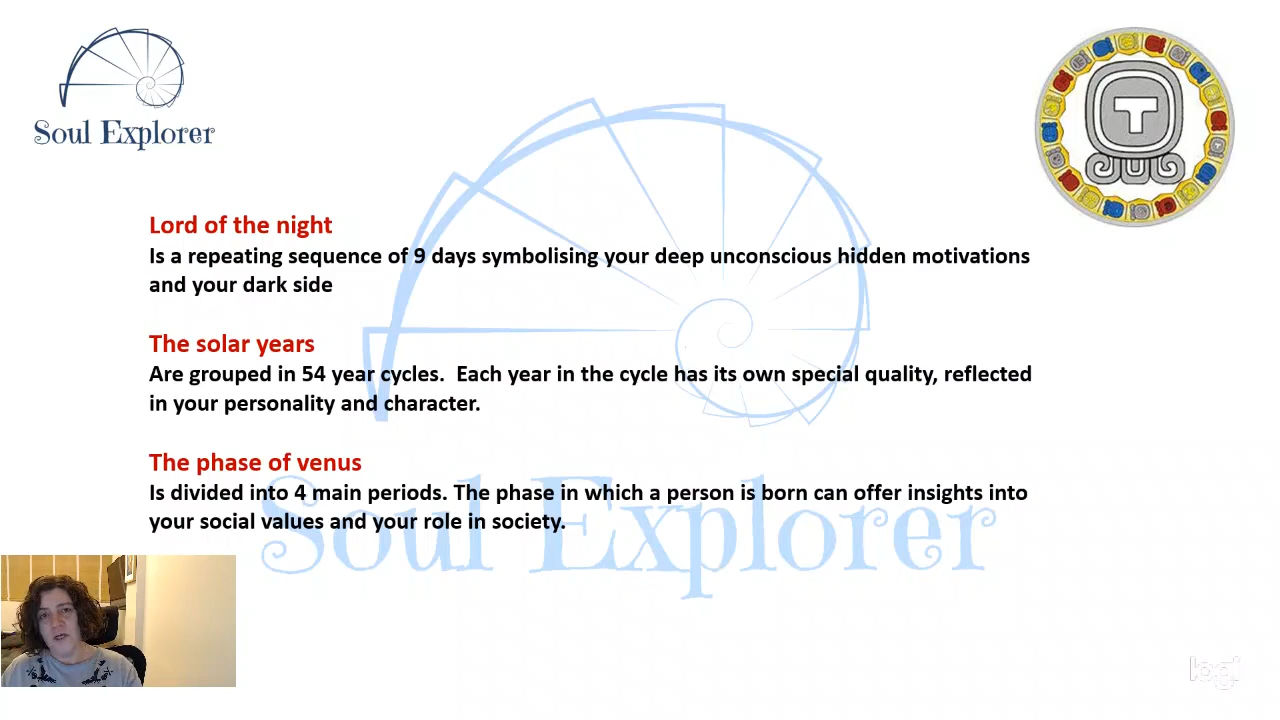 Soul Explorer
Lord of the night
Is a repeating sequence of 9 days symbolising your deep unconscious hidden motivations
and your dark side
The solar years
Are grouped in 54 year cycles.  Each year in the cycle has its own special quality, reflected
in your personality and character.
The phase of venus
Is divided into 4 main periods. The phase in which a person is born can offer insights into
your social values and your role in society.
Soul Explorer
logi